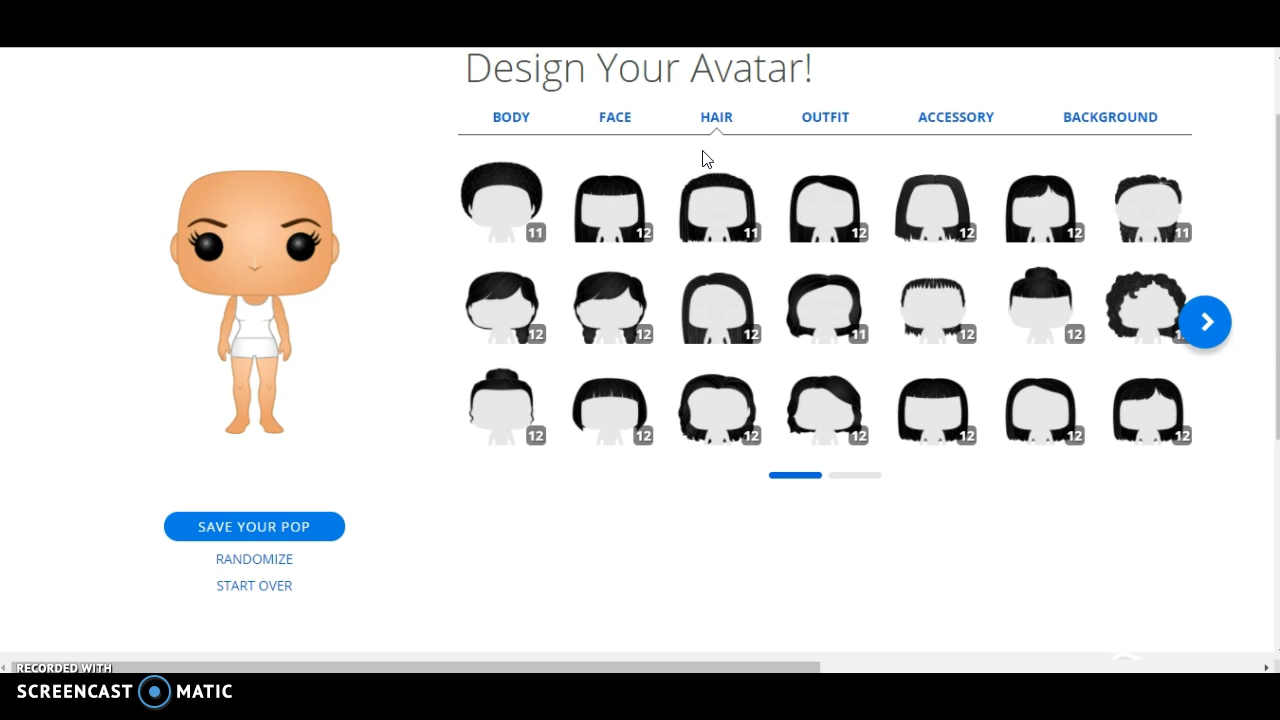 Design Your Avatar!
BODY FACE HAIR OUTFIT ACCESSORY BACKGROUND
11 12 11 12 12 12 11
12 12 12 11 12 12
12 12 12 12 12 12 12
SAVE YOUR POP
RANDOMIZE
START OVER
RECORDED WITH
SCREENCAST MATIC